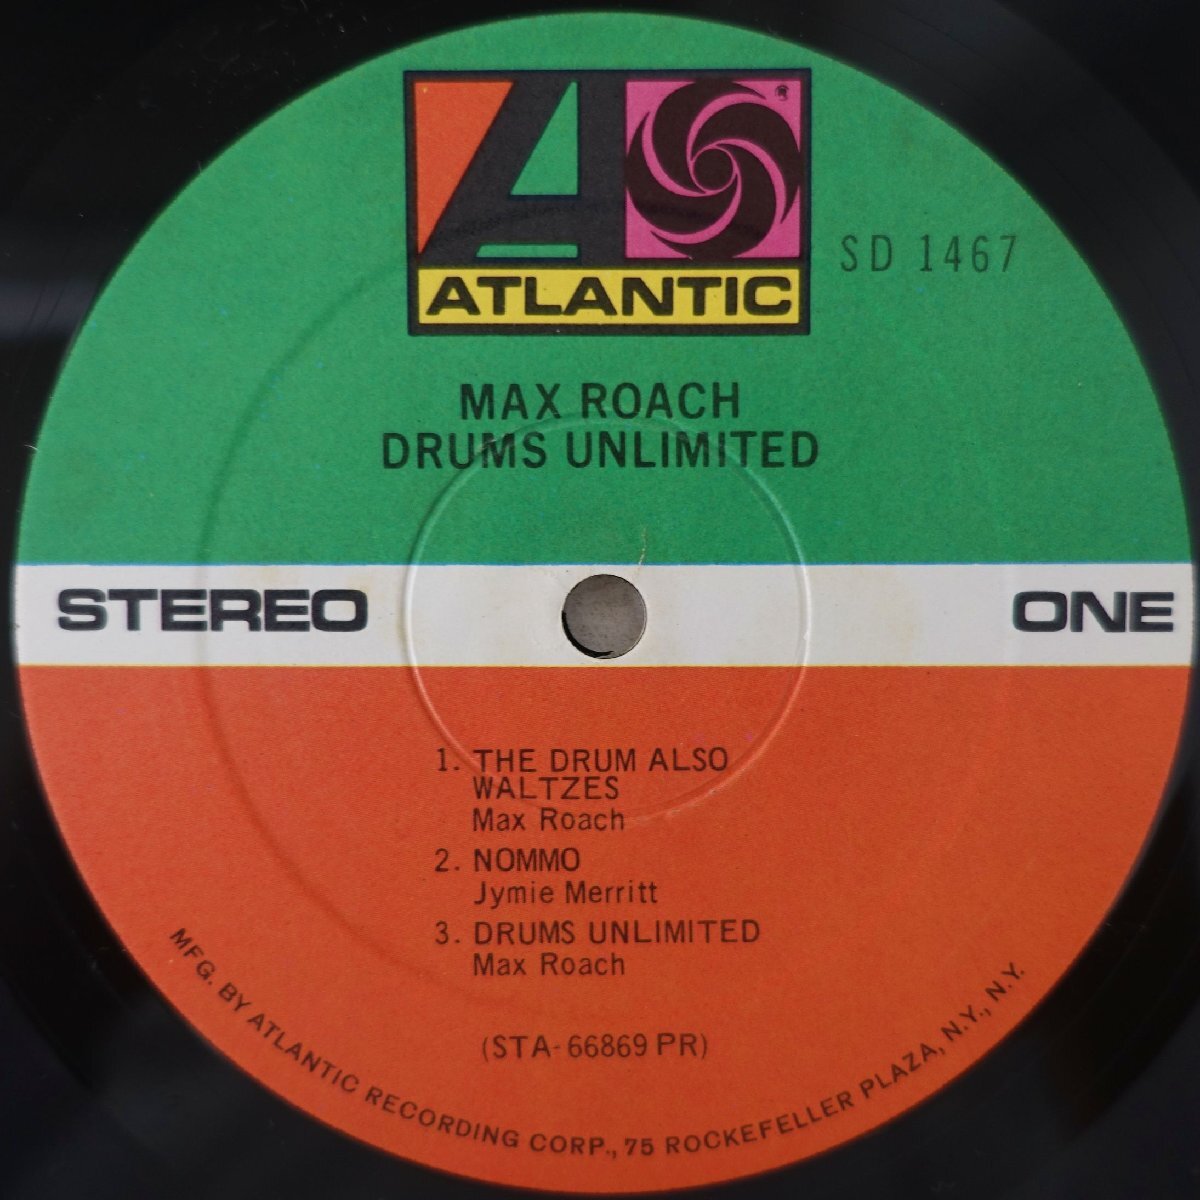 A
®
ATLANTIC
SD 1467
MAX ROACH
DRUMS UNLIMITED
STEREO
ONE
1. THE DRUM ALSO
WALTZES
Max Roach
2. NOMMO
Jymie Merritt
3. DRUMS UNLIMITED
Max Roach
(STA-66869 PR)
MFG. BY ATLANTIC RECORDING CORP., 75 ROCKEFELLER PLAZA, N.Y., N.Y.